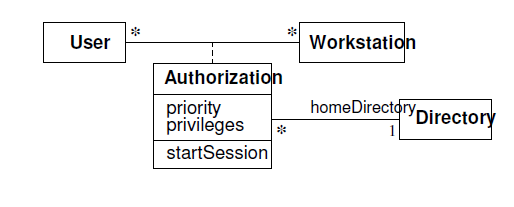 User * * Workstation
Authorization
priority
privileges
startSession
homeDirectory
* 1
Directory